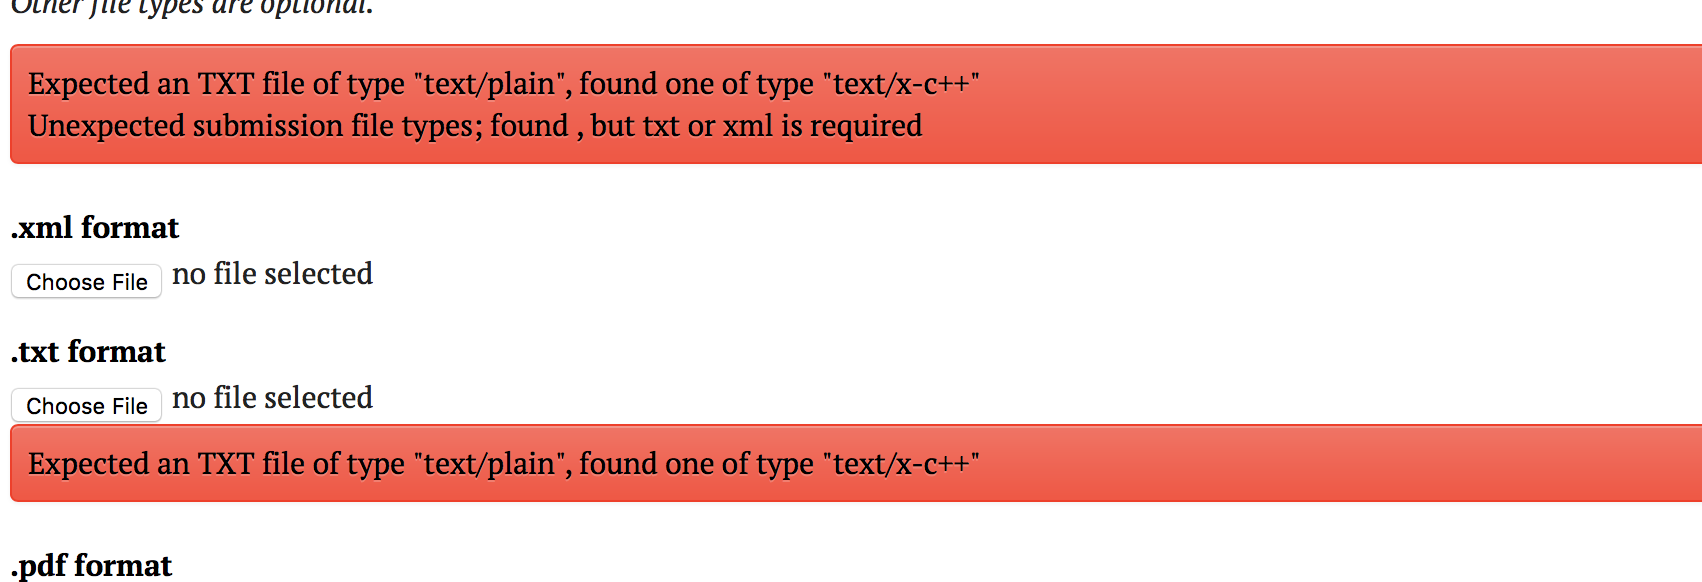 Other file types are optional.
Expected an TXT file of type "text/plain", found one of type "text/x-c++"
Unexpected submission file types; found , but txt or xml is required
.xml format
Choose File no file selected
.txt format
Choose File no file selected
Expected an TXT file of type "text/plain", found one of type "text/x-c++"
.pdf format